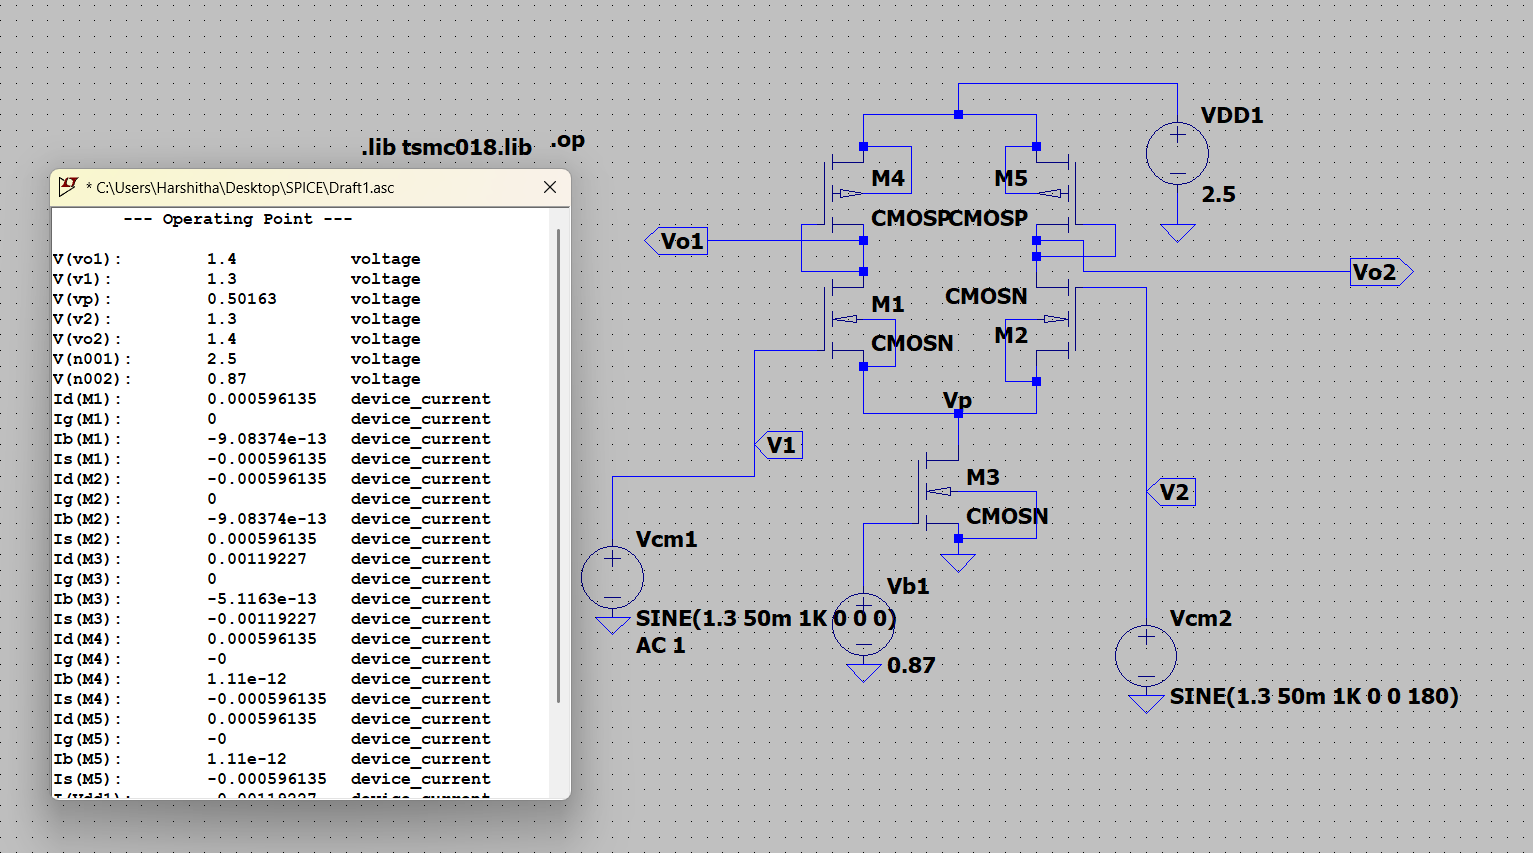 .lib tsmc018.lib
.op
* C:\Users\Harshitha\Desktop\SPICE\Draft1.asc
--- Operating Point ---
V(vo1): 1.4 voltage
V(v1): 1.3 voltage
V(vp): 0.50163 voltage
V(v2): 1.3 voltage
V(vo2): 1.4 voltage
V(n001): 2.5 voltage
V(n002): 0.87 voltage
Id(M1): 0.000596135 device_current
Ig(M1): 0 device_current
Ib(M1): -9.08374e-13 device_current
Is(M1): -0.000596135 device_current
Id(M2): -0.000596135 device_current
Ig(M2): 0 device_current
Ib(M2): -9.08374e-13 device_current
Is(M2): 0.000596135 device_current
Id(M3): 0.00119227 device_current
Ig(M3): 0 device_current
Ib(M3): -5.1163e-13 device_current
Is(M3): -0.00119227 device_current
Id(M4): 0.000596135 device_current
Ig(M4): -0 device_current
Ib(M4): 1.11e-12 device_current
Is(M4): -0.000596135 device_current
Id(M5): 0.000596135 device_current
Ig(M5): -0 device_current
Ib(M5): 1.11e-12 device_current
Is(M5): -0.000596135 device_current
I(Vdd1): -0.00119227 device_current
VDD1
2.5
M4
CMOSP
M5
CMOSP
Vo1
Vo2
M1
CMOSN
CMOSN
M2
Vp
V1
V2
M3
CMOSN
Vcm1
SINE(1.3 50m 1K 0 0 0)
AC 1
Vb1
0.87
Vcm2
SINE(1.3 50m 1K 0 0 180)